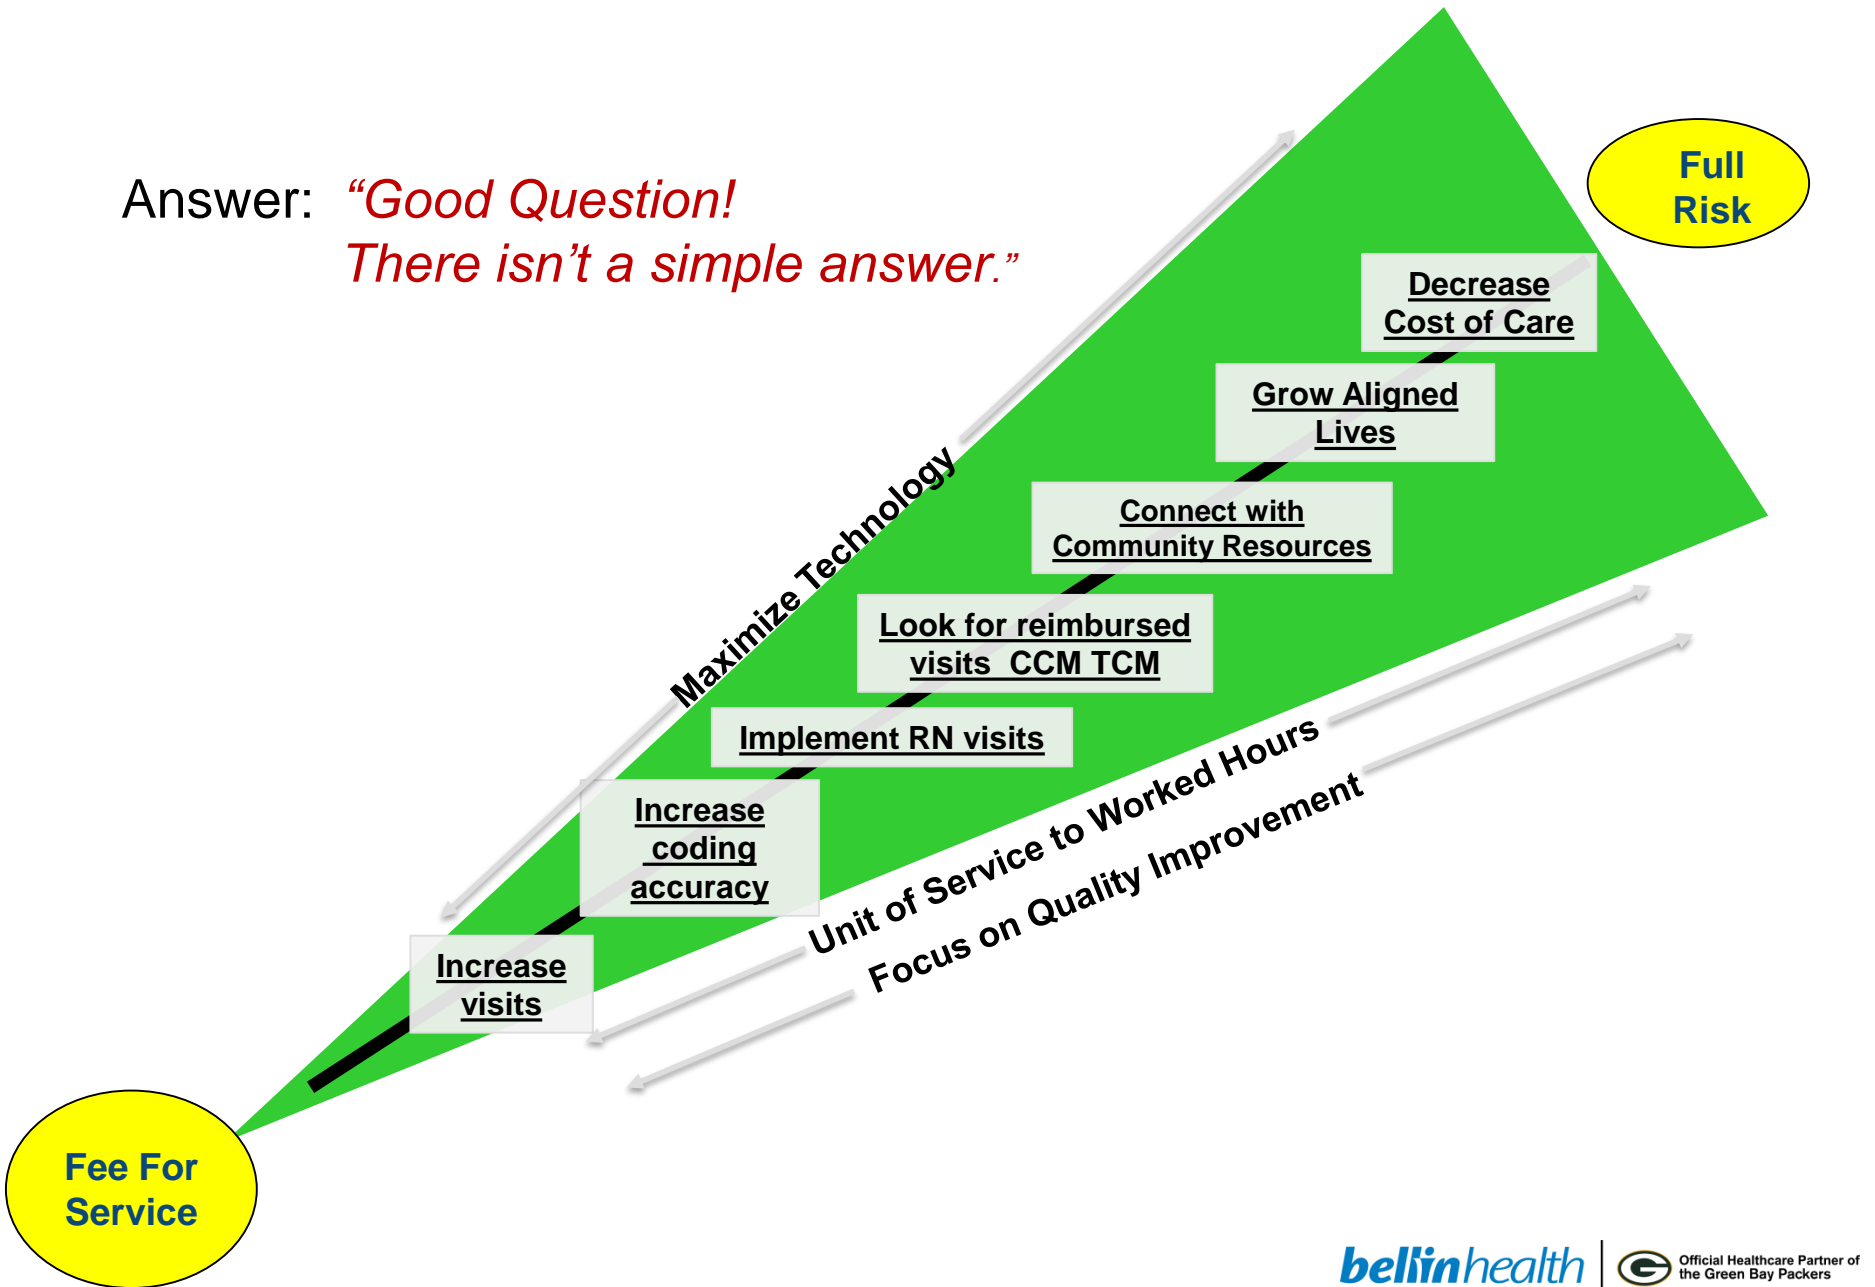 Answer: “Good Question!
There isn’t a simple answer.”
Full
Risk
Decrease
Cost of Care
Grow Aligned
Lives
Connect with
Community Resources
Maximize Technology
Look for reimbursed
visits CCM TCM
Implement RN visits
Increase
coding
accuracy
Unit of Service to Worked Hours
Focus on Quality Improvement
Increase
visits
Fee For
Service
bellinhealth
G
Official Healthcare Partner of
the Green Bay Packers